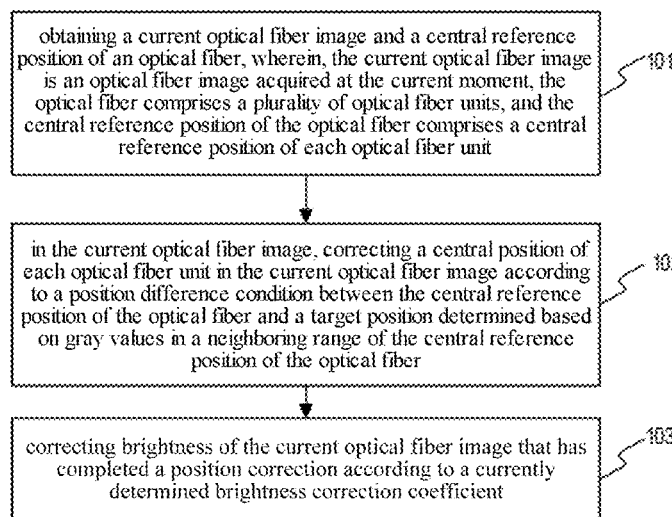 obtaining a current optical fiber image and a central reference
position of an optical fiber, wherein, the current optical fiber image
is an optical fiber image acquired at the current moment, the
optical fiber comprises a plurality of optical fiber units, and the
central reference position of the optical fiber comprises a central
reference position of each optical fiber unit
101
in the current optical fiber image, correcting a central position of
each optical fiber unit in the current optical fiber image according
to a position difference condition between the central reference
position of the optical fiber and a target position determined based
on gray values in a neighboring range of the central reference
position of the optical fiber
10
correcting brightness of the current optical fiber image that has
completed a position correction according to a currently
determined brightness correction coefficient
103